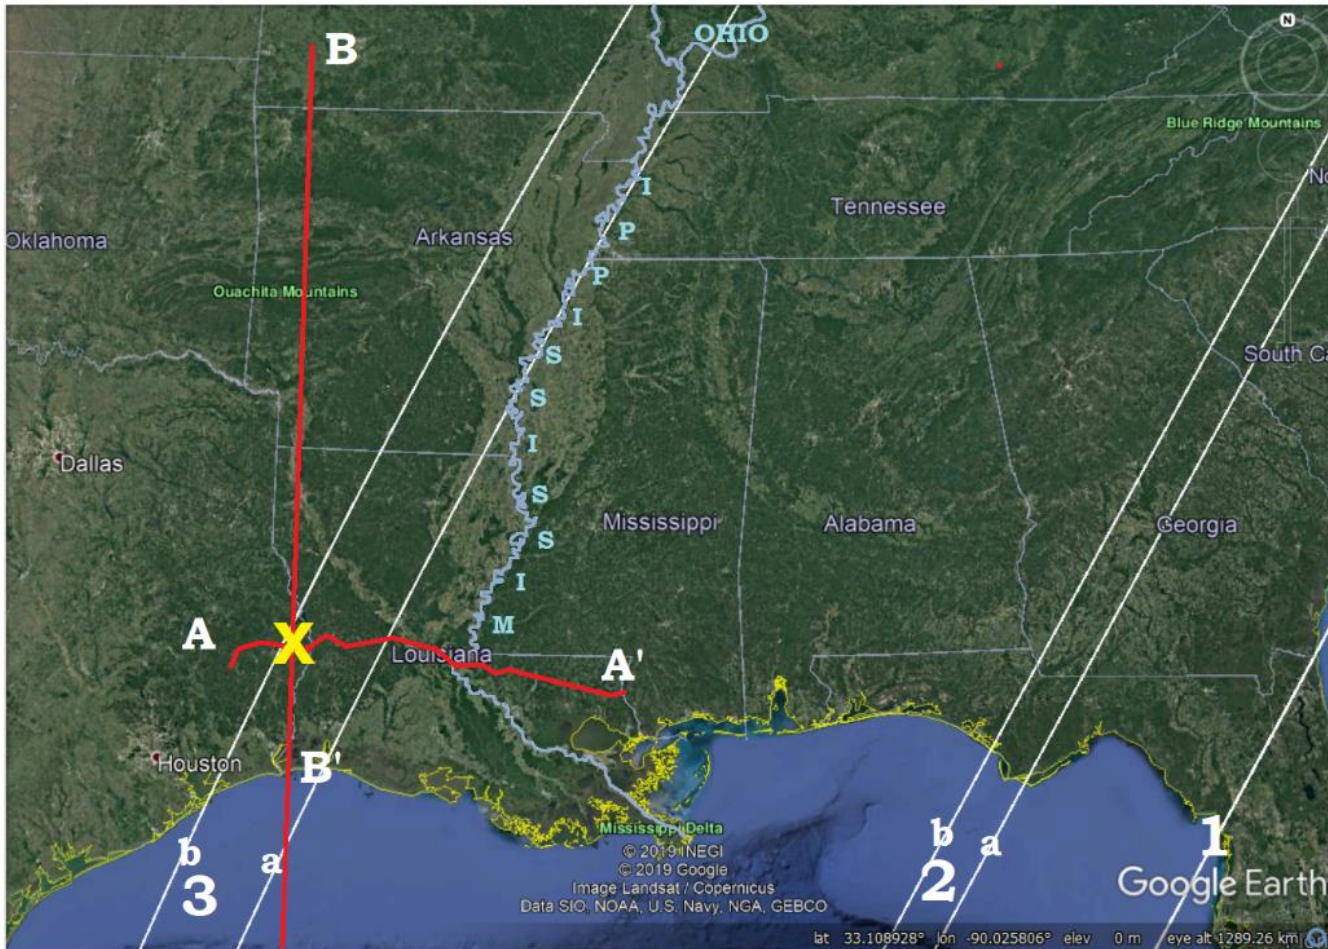 N
B
OHIO
Blue Ridge Mountains
No
I
Tennessee
P
Oklahoma
Arkansas
P
Ouachita Mountains
I
South Ca
S
S
I
Dallas
S
Mississippi
Alabama
Georgia
S
I
M
A
X
Louisiana
A'
B'
Houston
b
a
3
b
a
2
1
Mississippi Delta
© 2019 INEGI
© 2019 Google
Image Landsat / Copernicus
Data SIO, NOAA, U.S. Navy, NGA, GEBCO
Google Earth
lat 33.108928° lon -90.025806° elev 0 m eye alt 1289.26 km